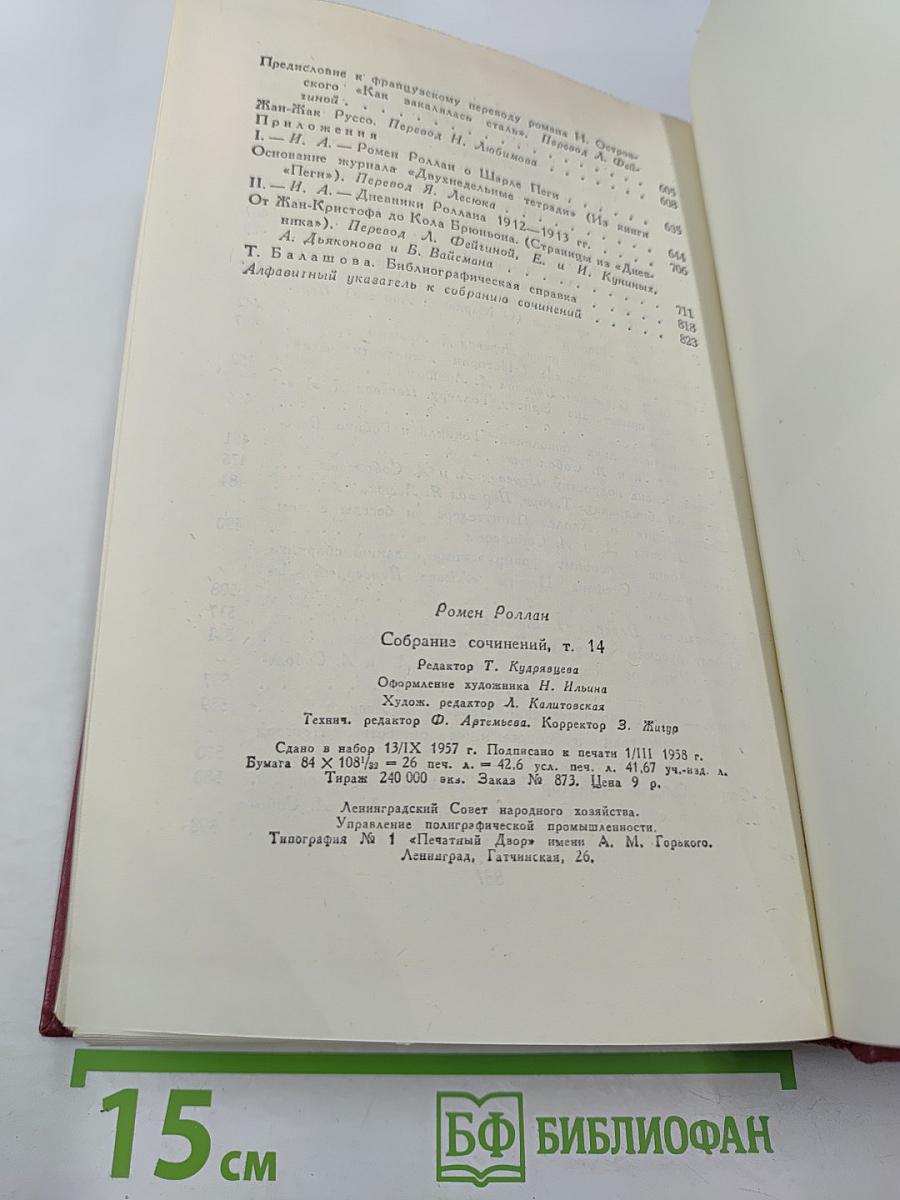 Предисловие к французскому переводу романа Н. Остров-
ского «Как закалялась сталь». Перевод Л. Фей-
гиной . . . . . . . . . . . . . . . . 605
Жан-Жак Руссо. Перевод Н. Любимова . . . . . . 608
Приложения
I. — И. А. — Ромен Роллан о Шарле Пеги . . . . . . 635
Основание журнала «Двухнедельные тетради» (Из книги
«Пеги»). Перевод Я. Лесюка . . . . . . . . 644
II. — И. А. — Дневники Роллана 1912—1913 гг. . . . . 706
От Жан-Кристофа до Кола Брюньона. (Страницы из «Днев-
ника»). Перевод Л. Фейгиной, Е. и И. Куниных,
А. Дьяконова и Б. Вайсмана . . . . . . . . 711
Т. Балашова. Библиографическая справка . . . . . 818
Алфавитный указатель к собранию сочинений . . . . . 823
Ромен Роллан
Собрание сочинений, т. 14
Редактор Т. Кудрявцева
Оформление художника Н. Ильина
Худож. редактор Л. Калитовская
Технич. редактор Ф. Артемьева. Корректор З. Жигур
Сдано в набор 13/IX 1957 г. Подписано к печати 1/III 1958 г.
Бумага 84 × 108¹/₃₂ = 26 печ. л. = 42,6 усл. печ. л. 41,67 уч.-изд. л.
Тираж 240 000 экз. Заказ № 873. Цена 9 р.
Ленинградский Совет народного хозяйства.
Управление полиграфической промышленности.
Типография № 1 «Печатный Двор» имени А. М. Горького.
Ленинград, Гатчинская, 26.
15 см
БФ БИБЛИОФАН